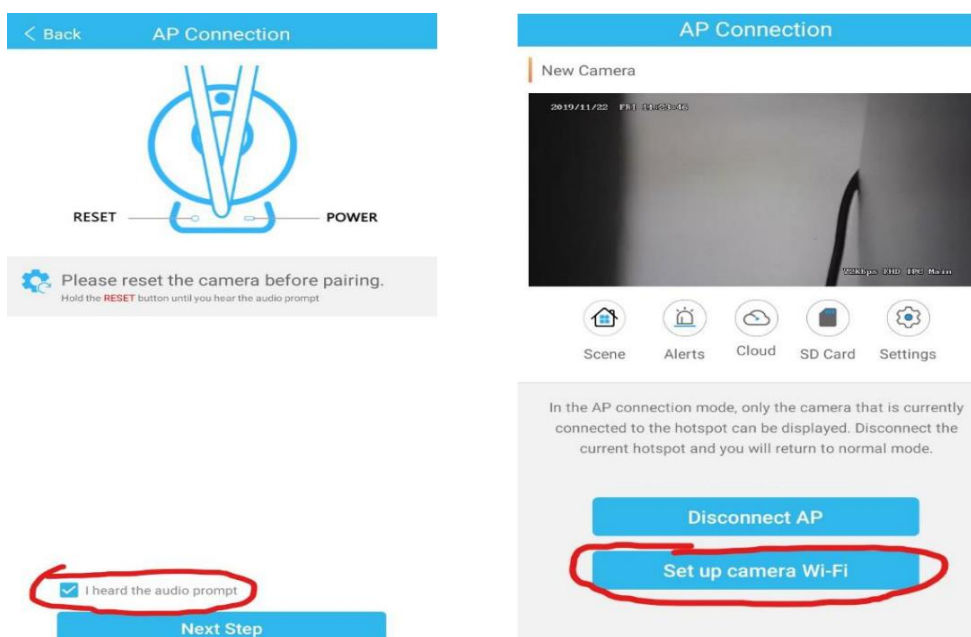 < Back AP Connection
RESET POWER
Please reset the camera before pairing.
Hold the RESET button until you hear the audio prompt
I heard the audio prompt
Next Step
AP Connection
New Camera
2019/11/22 FRI
FHD IPC Main
Scene Alerts Cloud SD Card Settings
In the AP connection mode, only the camera that is currently
connected to the hotspot can be displayed. Disconnect the
current hotspot and you will return to normal mode.
Disconnect AP
Set up camera Wi-Fi